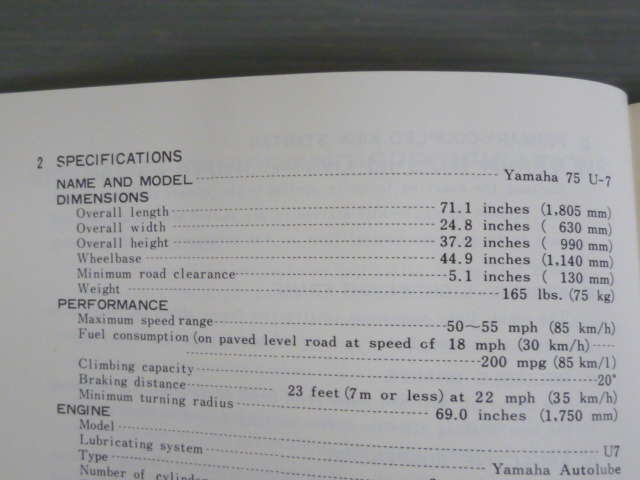 2 SPECIFICATIONS
NAME AND MODEL Yamaha 75 U-7
DIMENSIONS
Overall length 71.1 inches (1,805 mm)
Overall width 24.8 inches ( 630 mm)
Overall height 37.2 inches ( 990 mm)
Wheelbase 44.9 inches (1,140 mm)
Minimum road clearance 5.1 inches ( 130 mm)
Weight 165 lbs. (75 kg)
PERFORMANCE
Maximum speed range 50~55 mph (85 km/h)
Fuel consumption (on paved level road at speed of 18 mph (30 km/h)
200 mpg (85 km/l)
Climbing capacity 20°
Braking distance 23 feet (7m or less) at 22 mph (35 km/h)
Minimum turning radius 69.0 inches (1,750 mm)
ENGINE
Model U7
Lubricating system Yamaha Autolube
Type
Number of